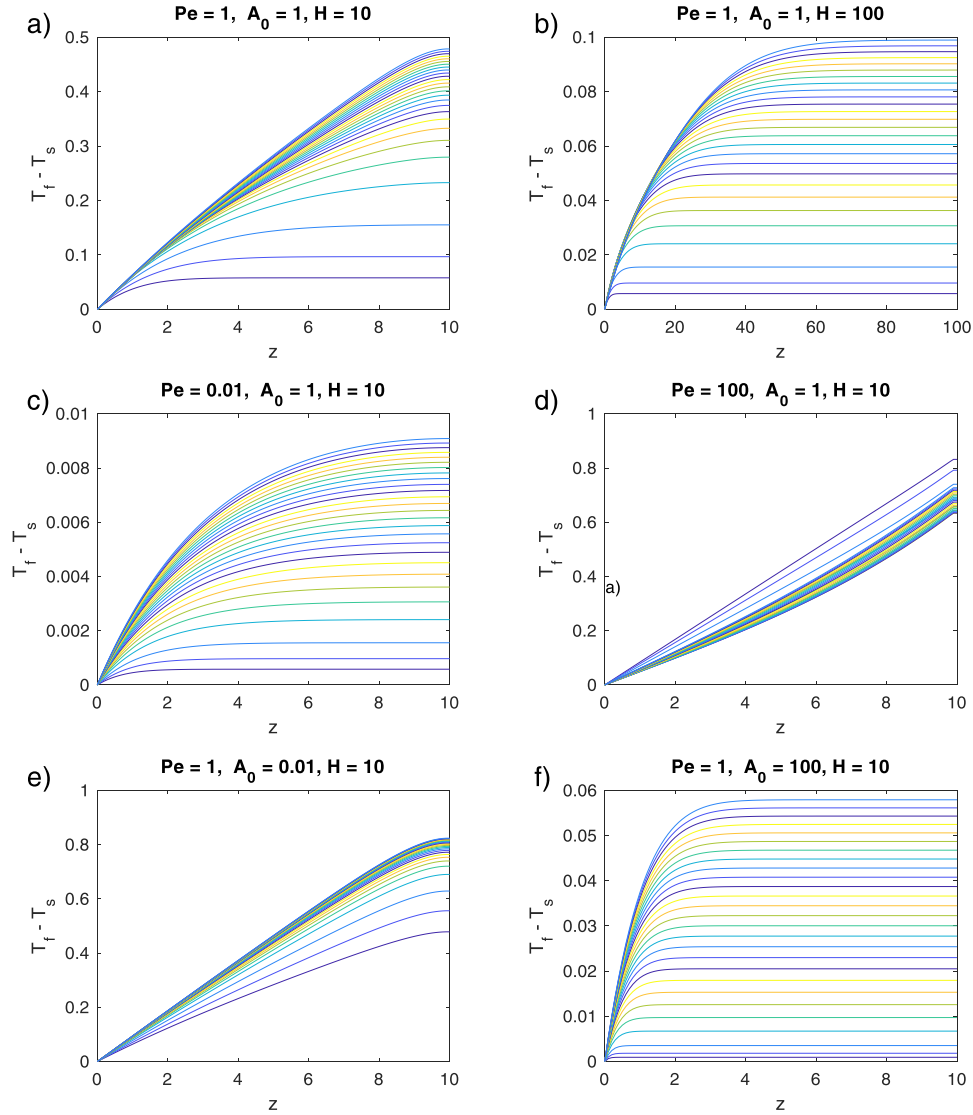 a)
Pe = 1, A0 = 1, H = 10
0.5
0.4
0.3
0.2
0.1
0
Tf - Ts
0 2 4 6 8 10
z
b)
Pe = 1, A0 = 1, H = 100
0.1
0.08
0.06
0.04
0.02
0
Tf - Ts
0 20 40 60 80 100
z
c)
Pe = 0.01, A0 = 1, H = 10
0.01
0.008
0.006
0.004
0.002
0
Tf - Ts
0 2 4 6 8 10
z
d)
Pe = 100, A0 = 1, H = 10
1
0.8
0.6
0.4
0.2
0
Tf - Ts
a)
0 2 4 6 8 10
z
e)
Pe = 1, A0 = 0.01, H = 10
1
0.8
0.6
0.4
0.2
0
Tf - Ts
0 2 4 6 8 10
z
f)
Pe = 1, A0 = 100, H = 10
0.06
0.05
0.04
0.03
0.02
0.01
0
Tf - Ts
0 2 4 6 8 10
z